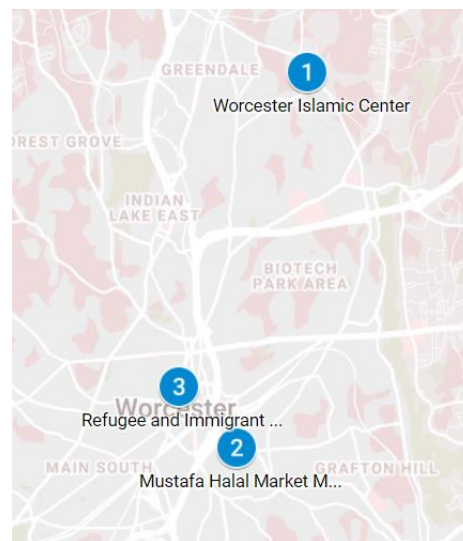 GREENDALE
1
Worcester Islamic Center
REST GROVE
INDIAN
LAKE EAST
BIOTECH
PARK AREA
3
Worcester
Refugee and Immigrant ...
2
MAIN SOUTH
GRAFTON HILL
Mustafa Halal Market M...